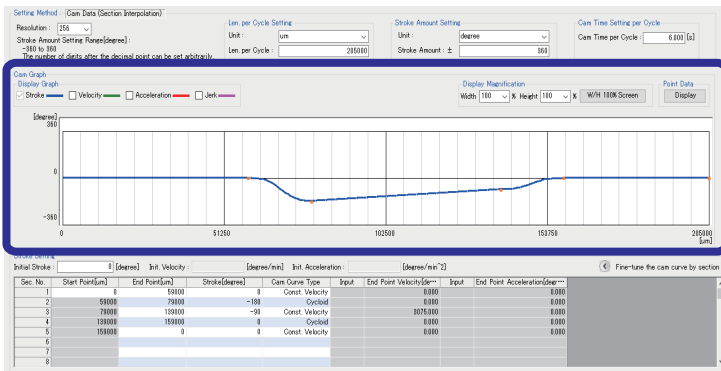 Setting Method : Cam Data (Section Interpolation)
Resolution : 256
Stroke Amount Setting Range[degree] :
-360 to 360
The number of digits after the decimal point can be set arbitrarily.
Len. per Cycle Setting
Unit : um
Len. per Cycle : 205000
Stroke Amount Setting
Unit : degree
Stroke Amount : ± 360
Cam Time Setting per Cycle
Cam Time per Cycle : 6.000 [s]
Cam Graph
Display Graph
Stroke Velocity Acceleration Jerk
Display Magnification
Width 100 % Height 100 % W/H 100% Screen
Point Data
Display
[degree]
360
0
-360
0 51250 102500 153750 205000
[um]
Stroke Setting
Initial Stroke : 0 [degree] Init. Velocity : [degree/min] Init. Acceleration : [degree/min^2] Fine-tune the cam curve by section
Sec. No. Start Point[um] End Point[um] Stroke[degree] Cam Curve Type Input End Point Velocity[de... Input End Point Acceleration[degr...
1 0 59000 0 Const. Velocity 0.000 0.000
2 59000 79000 -180 Cycloid 0.000 0.000
3 79000 139000 -90 Const. Velocity 3075.000 0.000
4 139000 159000 0 Cycloid 0.000 0.000
5 159000 0 0 Const. Velocity 0.000 0.000
6
7
8